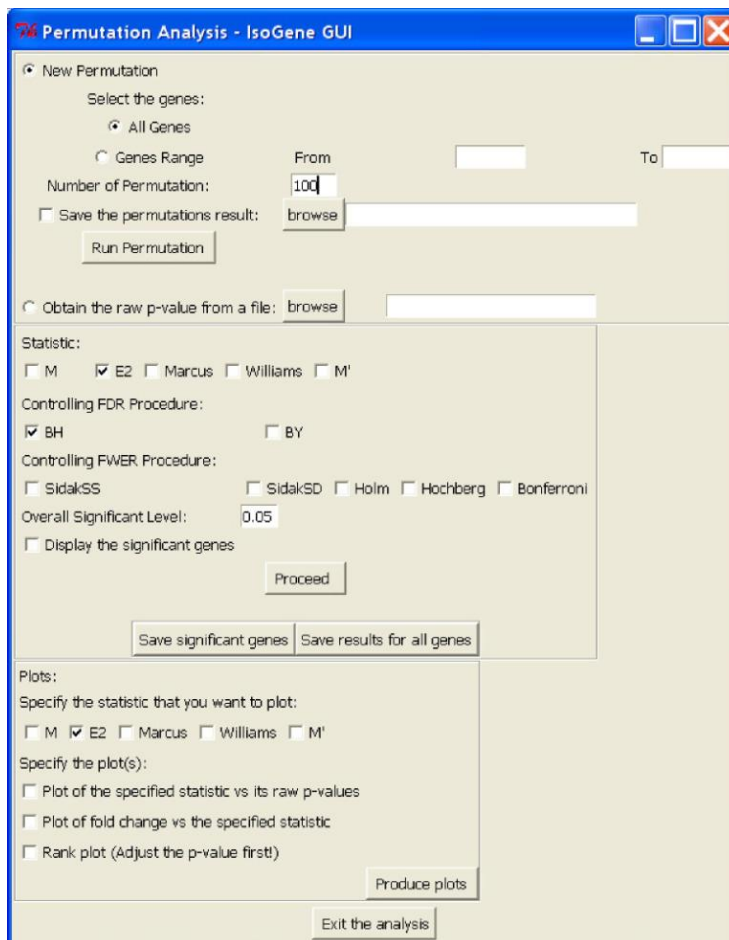 Permutation Analysis - IsoGene GUI
New Permutation
Select the genes:
All Genes
Genes Range From To
Number of Permutation: 100
Save the permutations result: browse
Run Permutation
Obtain the raw p-value from a file: browse
Statistic:
M E2 Marcus Williams M'
Controlling FDR Procedure:
BH BY
Controlling FWER Procedure:
SidakSS SidakSD Holm Hochberg Bonferroni
Overall Significant Level: 0.05
Display the significant genes
Proceed
Save significant genes Save results for all genes
Plots:
Specify the statistic that you want to plot:
M E2 Marcus Williams M'
Specify the plot(s):
Plot of the specified statistic vs its raw p-values
Plot of fold change vs the specified statistic
Rank plot (Adjust the p-value first!)
Produce plots
Exit the analysis